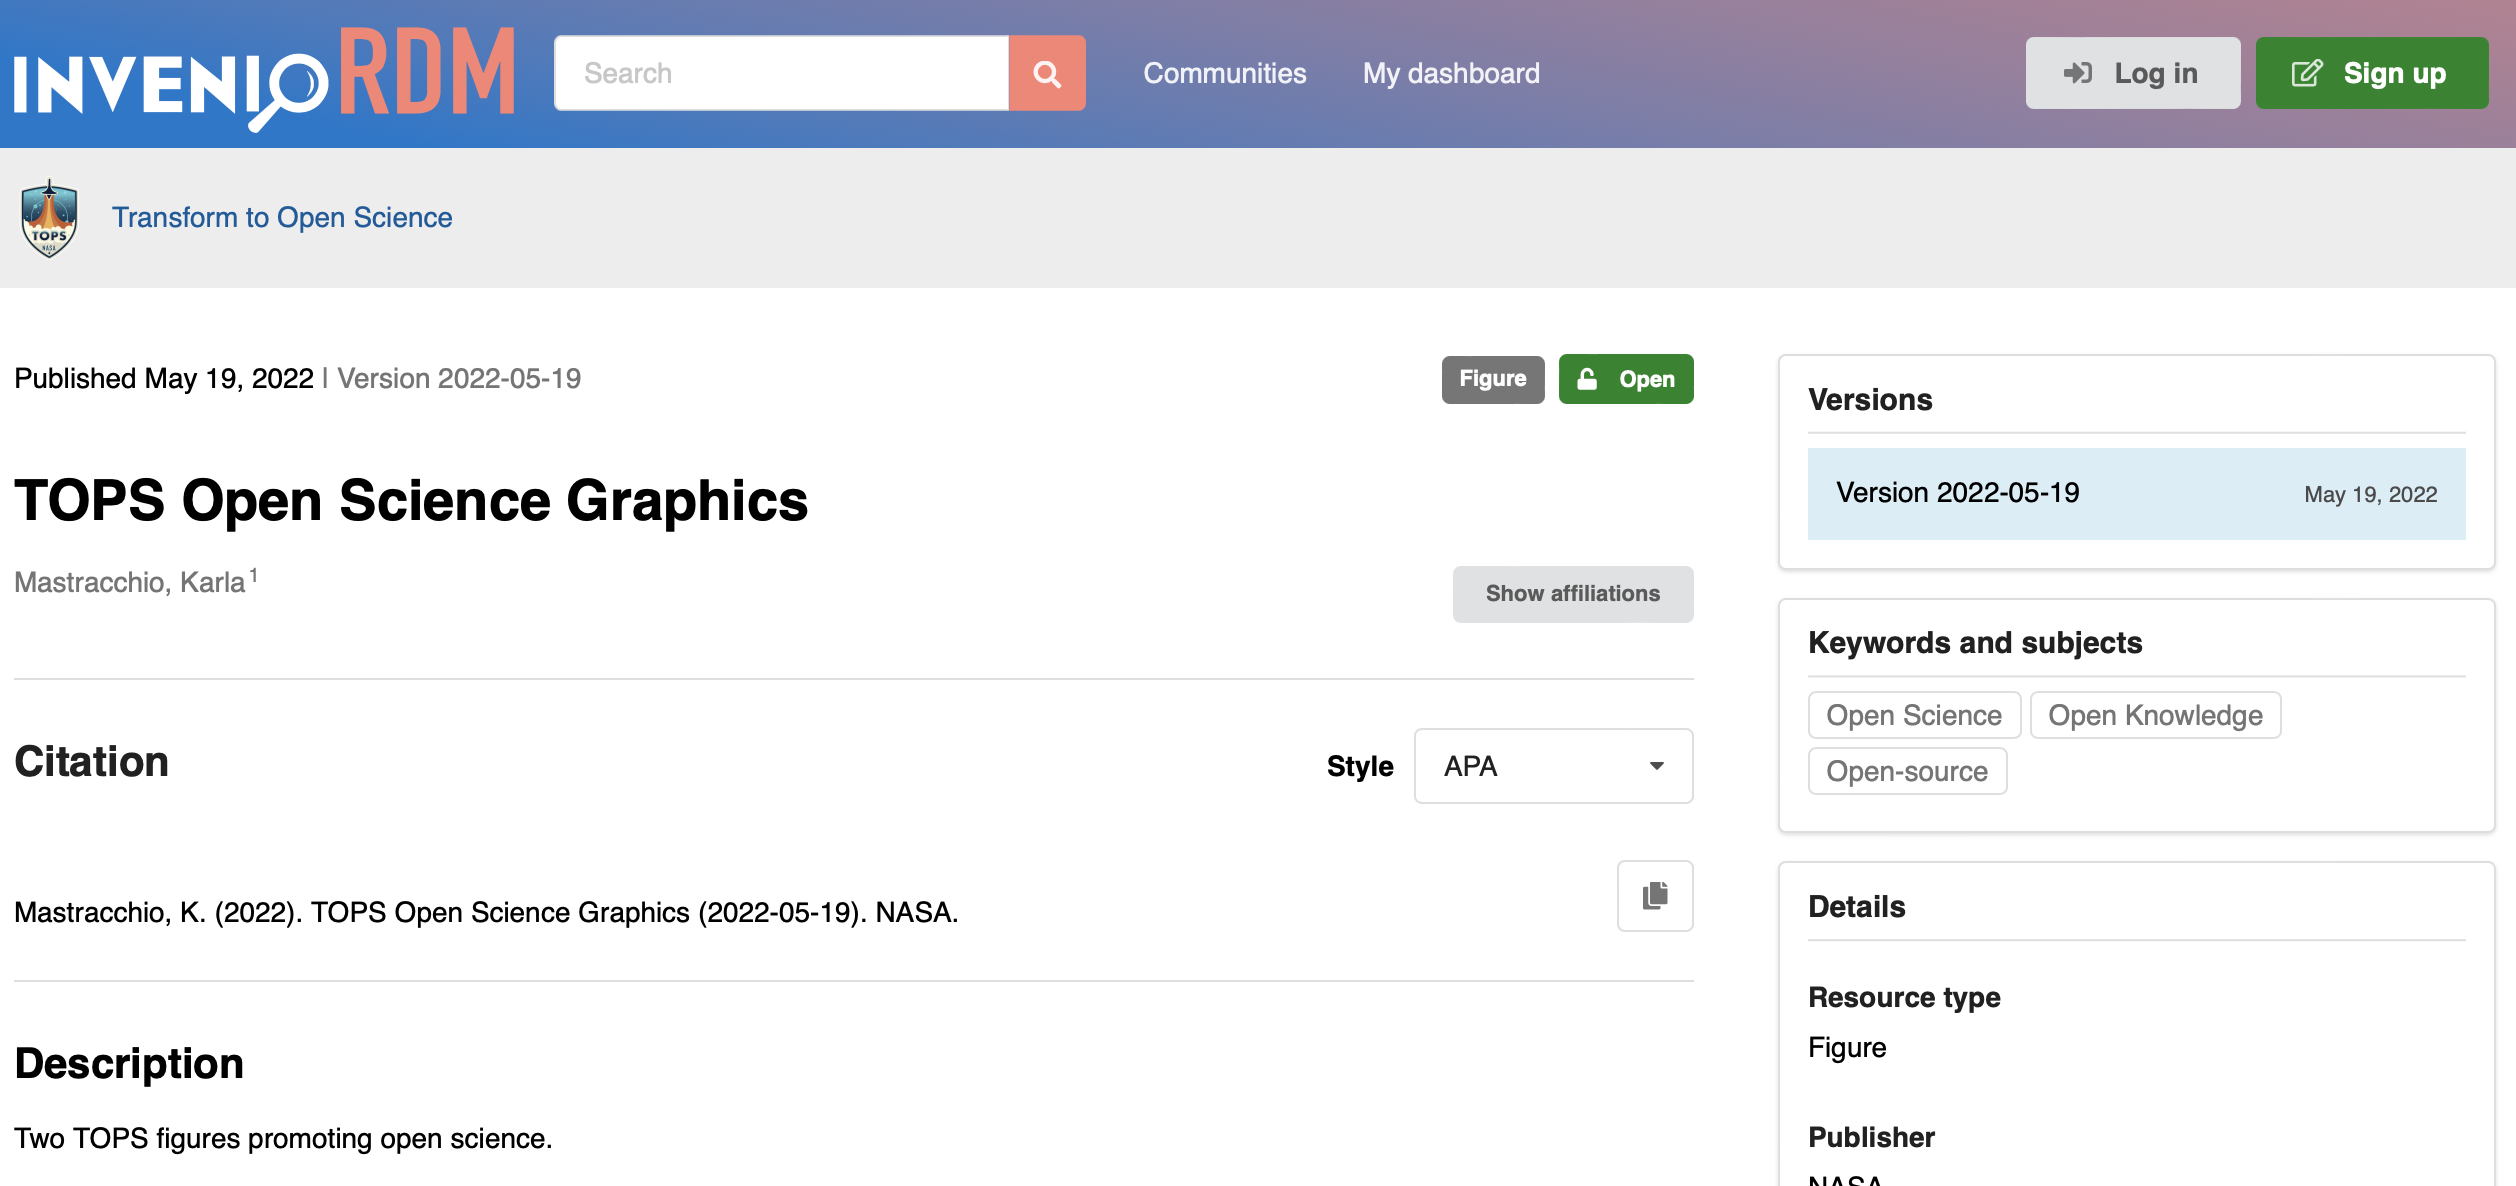 INVENIO RDM
Search
Communities
My dashboard
Log in
Sign up
TOPS
NASA
Transform to Open Science
Published May 19, 2022 | Version 2022-05-19
Figure
Open
TOPS Open Science Graphics
Mastracchio, Karla 1
Show affiliations
Citation
Style
APA
Mastracchio, K. (2022). TOPS Open Science Graphics (2022-05-19). NASA.
Description
Two TOPS figures promoting open science.
Versions
Version 2022-05-19
May 19, 2022
Keywords and subjects
Open Science
Open Knowledge
Open-source
Details
Resource type
Figure
Publisher
NASA